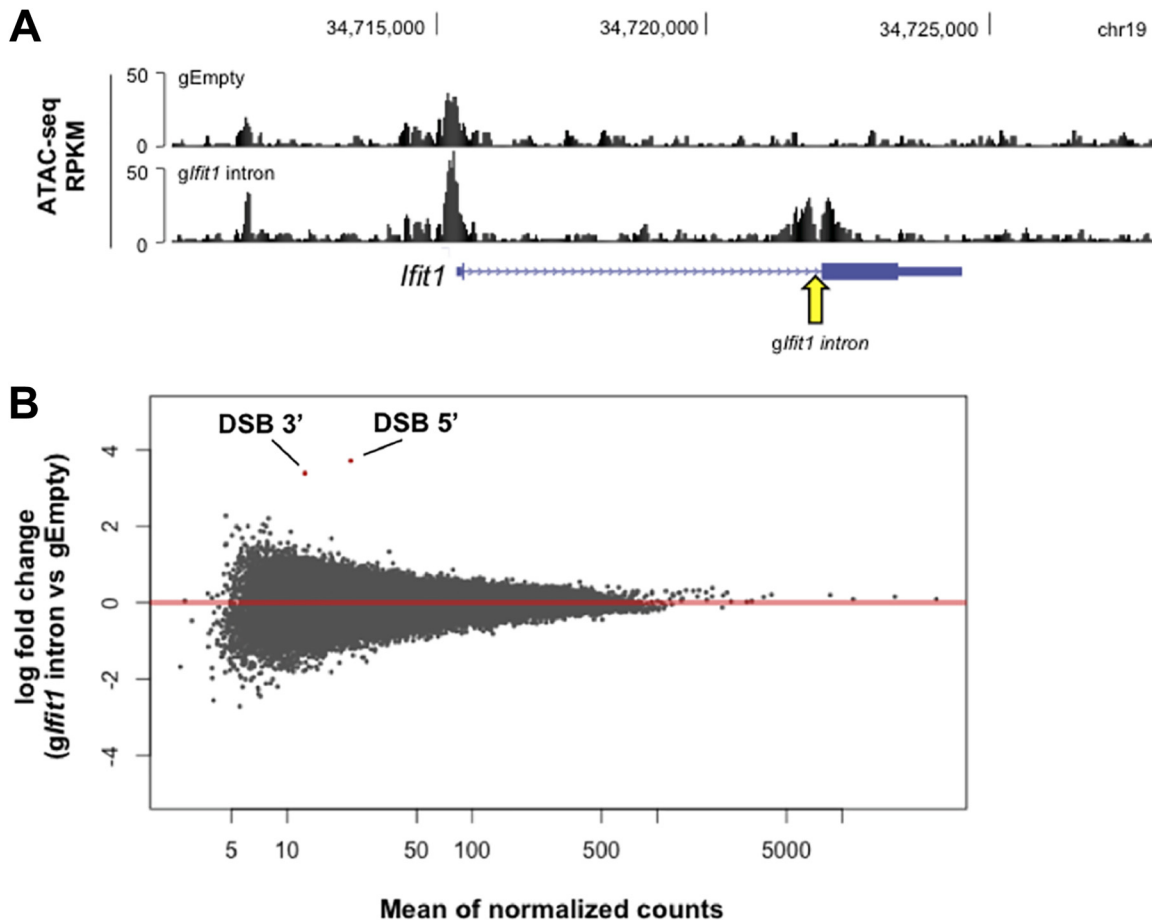 A
34,715,000
34,720,000
34,725,000
chr19
ATAC-seq
RPKM
50
gEmpty
0
50
gIfit1 intron
0
Ifit1
gIfit1 intron
B
DSB 3’
DSB 5’
log fold change
(gIfit1 intron vs gEmpty)
4
2
0
-2
-4
5 10 50 100 500 5000
Mean of normalized counts